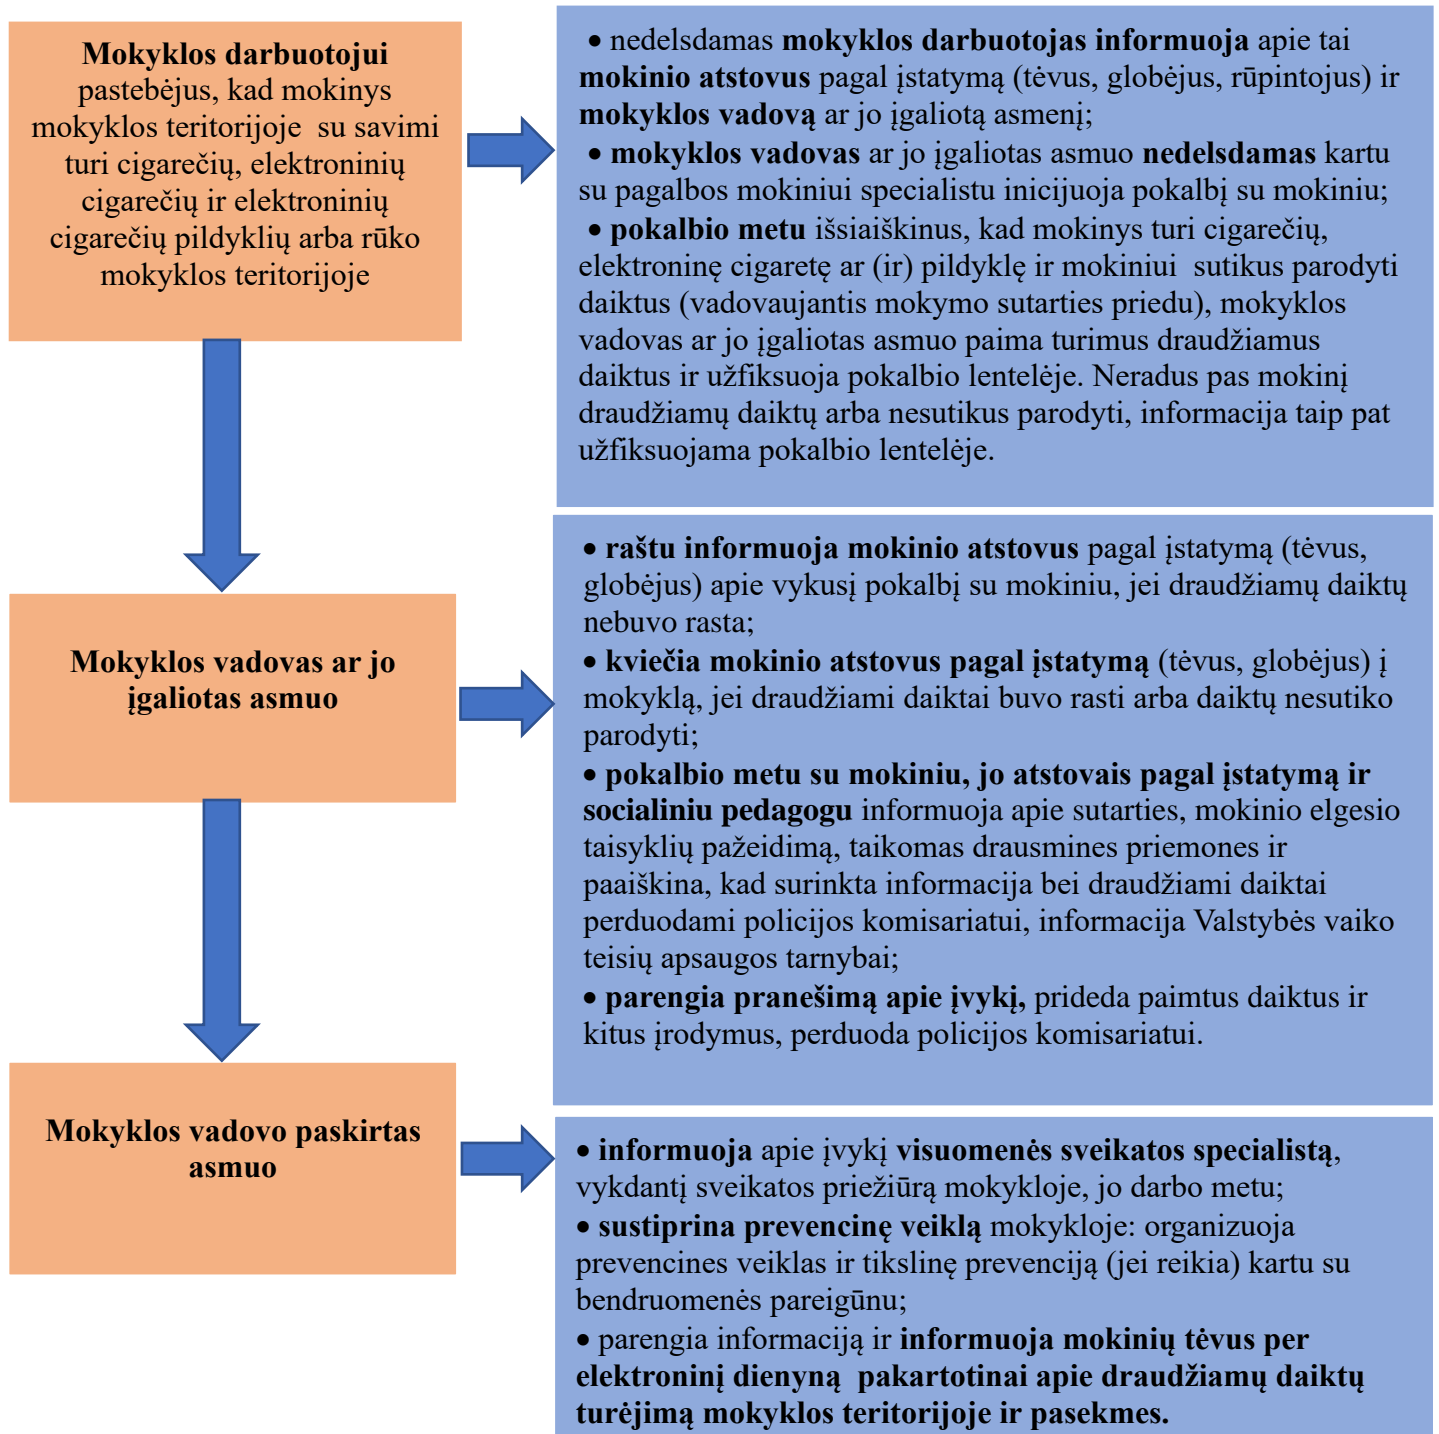 Mokyklos darbuotojui
pastebėjus, kad mokinys
mokyklos teritorijoje  su savimi
turi cigarečių, elektroninių
cigarečių ir elektroninių
cigarečių pildyklių arba rūko
mokyklos teritorijoje
• nedelsdamas mokyklos darbuotojas informuoja apie tai
mokinio atstovus pagal įstatymą (tėvus, globėjus, rūpintojus) ir
mokyklos vadovą ar jo įgaliotą asmenį;
• mokyklos vadovas ar jo įgaliotas asmuo nedelsdamas kartu
su pagalbos mokiniui specialistu inicijuoja pokalbį su mokiniu;
• pokalbio metu išsiaiškinus, kad mokinys turi cigarečių,
elektroninę cigaretę ar (ir) pildyklę ir mokiniui  sutikus parodyti
daiktus (vadovaujantis mokymo sutarties priedu), mokyklos
vadovas ar jo įgaliotas asmuo paima turimus draudžiamus
daiktus ir užfiksuoja pokalbio lentelėje. Neradus pas mokinį
draudžiamų daiktų arba nesutikus parodyti, informacija taip pat
užfiksuojama pokalbio lentelėje.
Mokyklos vadovas ar jo
įgaliotas asmuo
• raštu informuoja mokinio atstovus pagal įstatymą (tėvus,
globėjus) apie vykusį pokalbį su mokiniu, jei draudžiamų daiktų
nebuvo rasta;
• kviečia mokinio atstovus pagal įstatymą (tėvus, globėjus) į
mokyklą, jei draudžiami daiktai buvo rasti arba daiktų nesutiko
parodyti;
• pokalbio metu su mokiniu, jo atstovais pagal įstatymą ir
socialiniu pedagogu informuoja apie sutarties, mokinio elgesio
taisyklių pažeidimą, taikomas drausmines priemones ir
paaiškina, kad surinkta informacija bei draudžiami daiktai
perduodami policijos komisariatui, informacija Valstybės vaiko
teisių apsaugos tarnybai;
• parengia pranešimą apie įvykį, prideda paimtus daiktus ir
kitus įrodymus, perduoda policijos komisariatui.
Mokyklos vadovo paskirtas
asmuo
• informuoja apie įvykį visuomenės sveikatos specialistą,
vykdantį sveikatos priežiūrą mokykloje, jo darbo metu;
• sustiprina prevencinę veiklą mokykloje: organizuoja
prevencines veiklas ir tikslinę prevenciją (jei reikia) kartu su
bendruomenės pareigūnu;
• parengia informaciją ir informuoja mokinių tėvus per
elektroninį dienyną  pakartotinai apie draudžiamų daiktų
turėjimą mokyklos teritorijoje ir pasekmes.